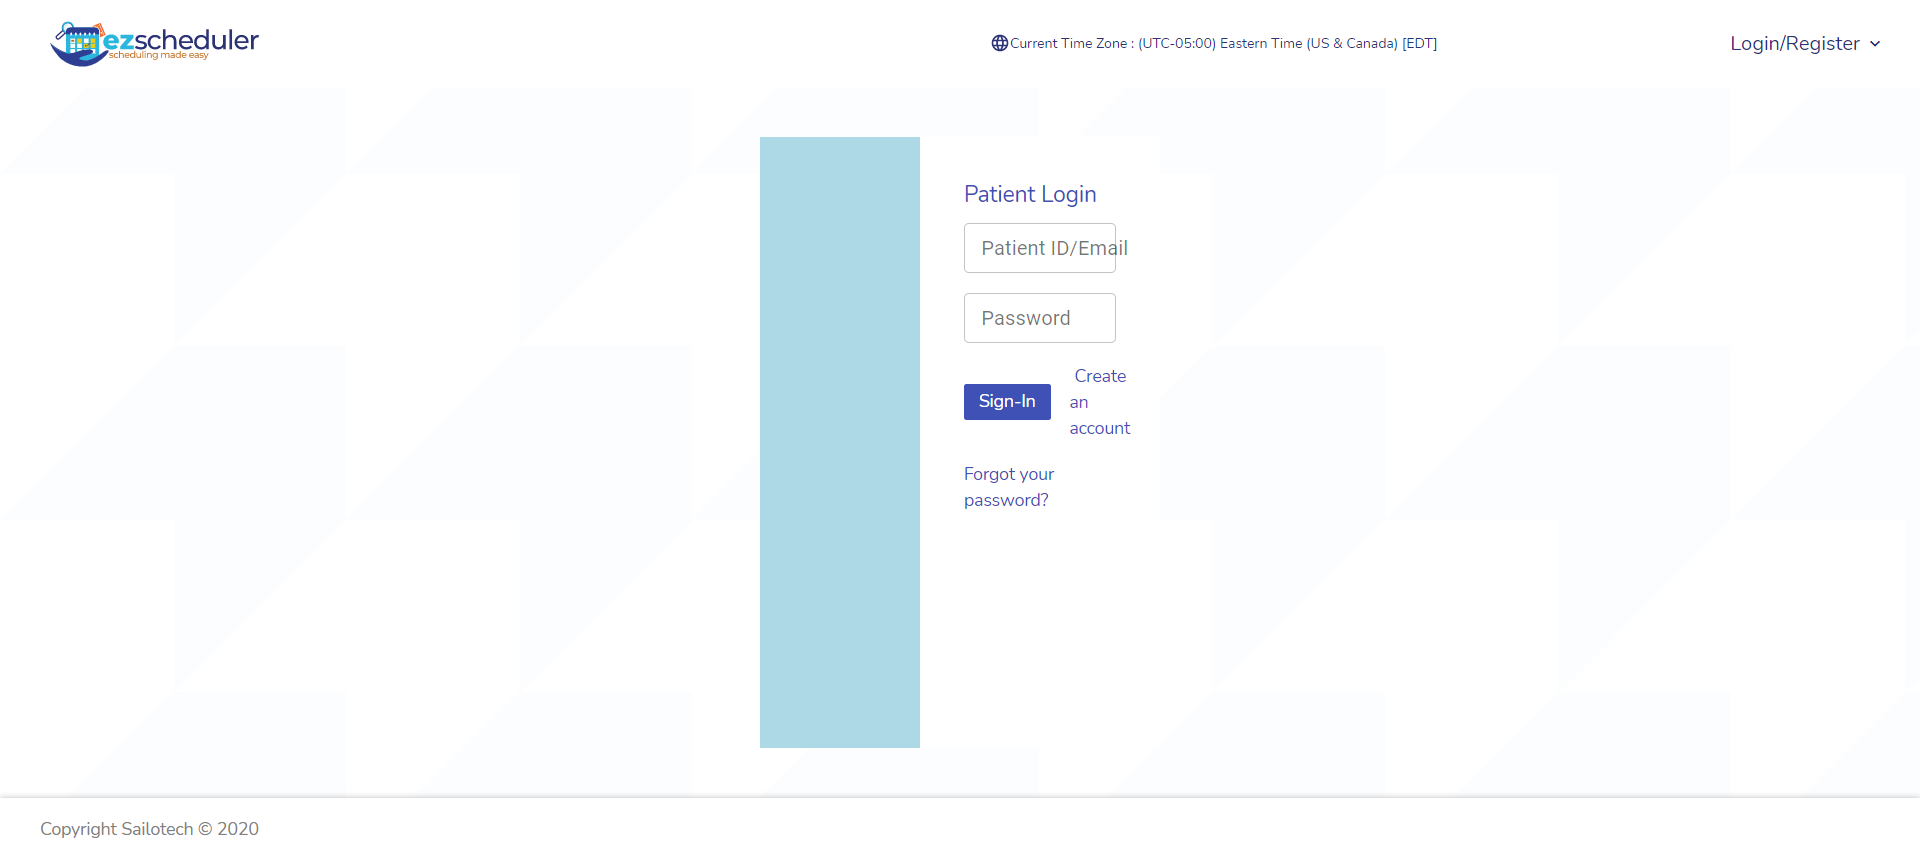 ezscheduler
scheduling made easy
Current Time Zone : (UTC-05:00) Eastern Time (US & Canada) [EDT]
Login/Register
Patient Login
Patient ID/Email
Password
Sign-In
Create
an
account
Forgot your
password?
Copyright Sailotech © 2020